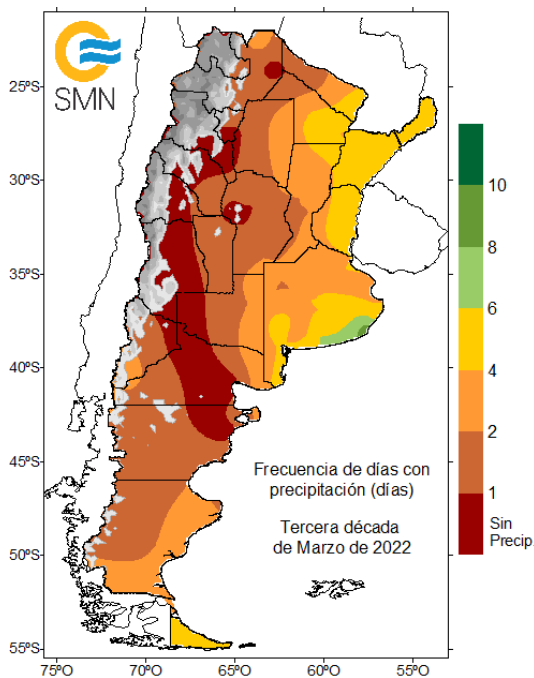 SMN
25ºS
30ºS
35ºS
40ºS
45ºS
50ºS
55ºS
75ºO
70ºO
65ºO
60ºO
55ºO
10
8
6
4
2
1
Sin
Precip.
Frecuencia de días con
precipitación (días)
Tercera década
de Marzo de 2022